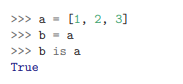 >>> a = [1, 2, 3]
>>> b = a
>>> b is a
True